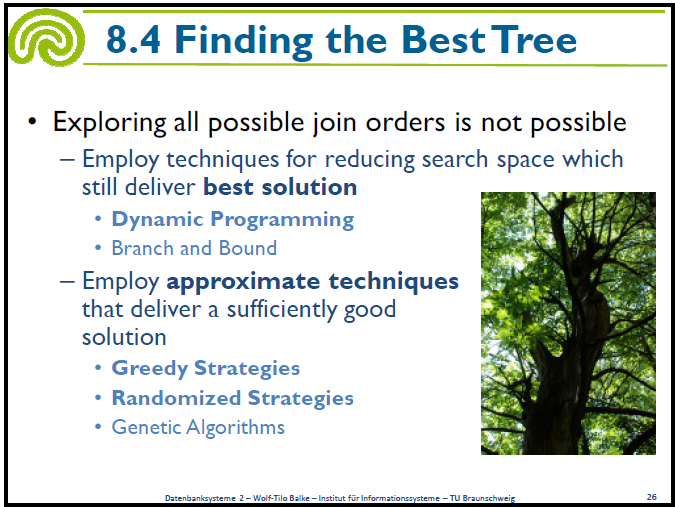 8.4 Finding the Best Tree
• Exploring all possible join orders is not possible
– Employ techniques for reducing search space which
still deliver best solution
• Dynamic Programming
• Branch and Bound
– Employ approximate techniques
that deliver a sufficiently good
solution
• Greedy Strategies
• Randomized Strategies
• Genetic Algorithms
Datenbanksysteme 2 – Wolf-Tilo Balke – Institut für Informationssysteme – TU Braunschweig
26